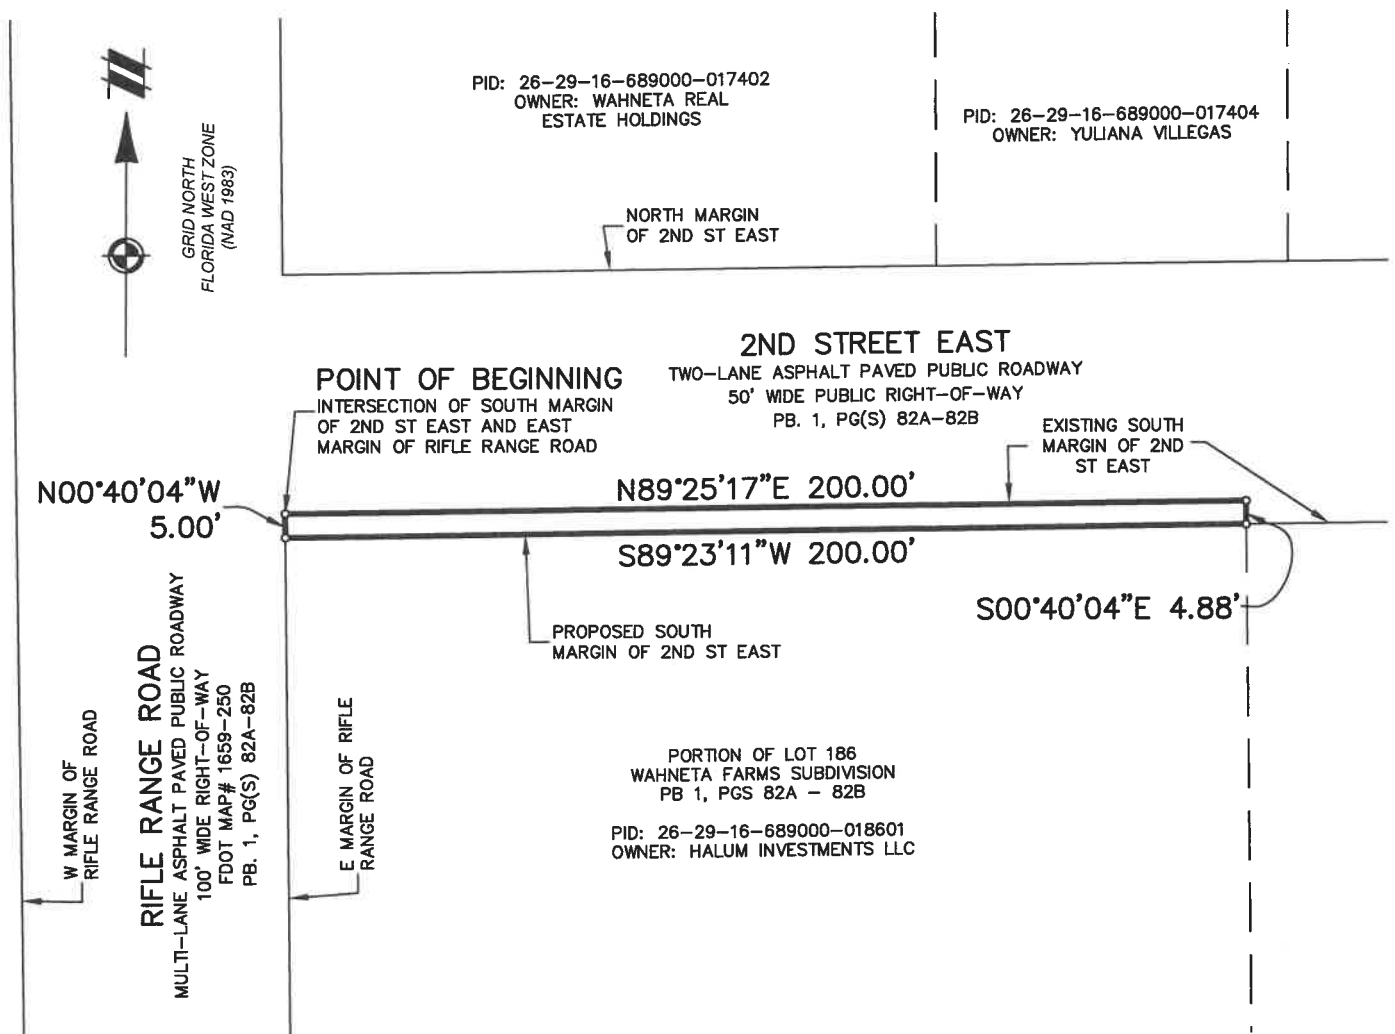 PID: 26-29-16-689000-017402
OWNER: WAHNETA REAL
ESTATE HOLDINGS
PID: 26-29-16-689000-017404
OWNER: YULIANA VILLEGAS
GRID NORTH
FLORIDA WEST ZONE
(NAD 1983)
NORTH MARGIN
OF 2ND ST EAST
2ND STREET EAST
TWO-LANE ASPHALT PAVED PUBLIC ROADWAY
50' WIDE PUBLIC RIGHT-OF-WAY
PB. 1, PG(S) 82A-82B
POINT OF BEGINNING
INTERSECTION OF SOUTH MARGIN
OF 2ND ST EAST AND EAST
MARGIN OF RIFLE RANGE ROAD
EXISTING SOUTH
MARGIN OF 2ND
ST EAST
N00°40'04"W
5.00'
N89°25'17"E 200.00'
S89°23'11"W 200.00'
S00°40'04"E 4.88'
PROPOSED SOUTH
MARGIN OF 2ND ST EAST
W MARGIN OF
RIFLE RANGE ROAD
RIFLE RANGE ROAD
MULTI-LANE ASPHALT PAVED PUBLIC ROADWAY
100' WIDE RIGHT-OF-WAY
FDOT MAP# 1659-250
PB. 1, PG(S) 82A-82B
E MARGIN OF RIFLE
RANGE ROAD
PORTION OF LOT 186
WAHNETA FARMS SUBDIVISION
PB 1, PGS 82A - 82B
PID: 26-29-16-689000-018601
OWNER: HALUM INVESTMENTS LLC